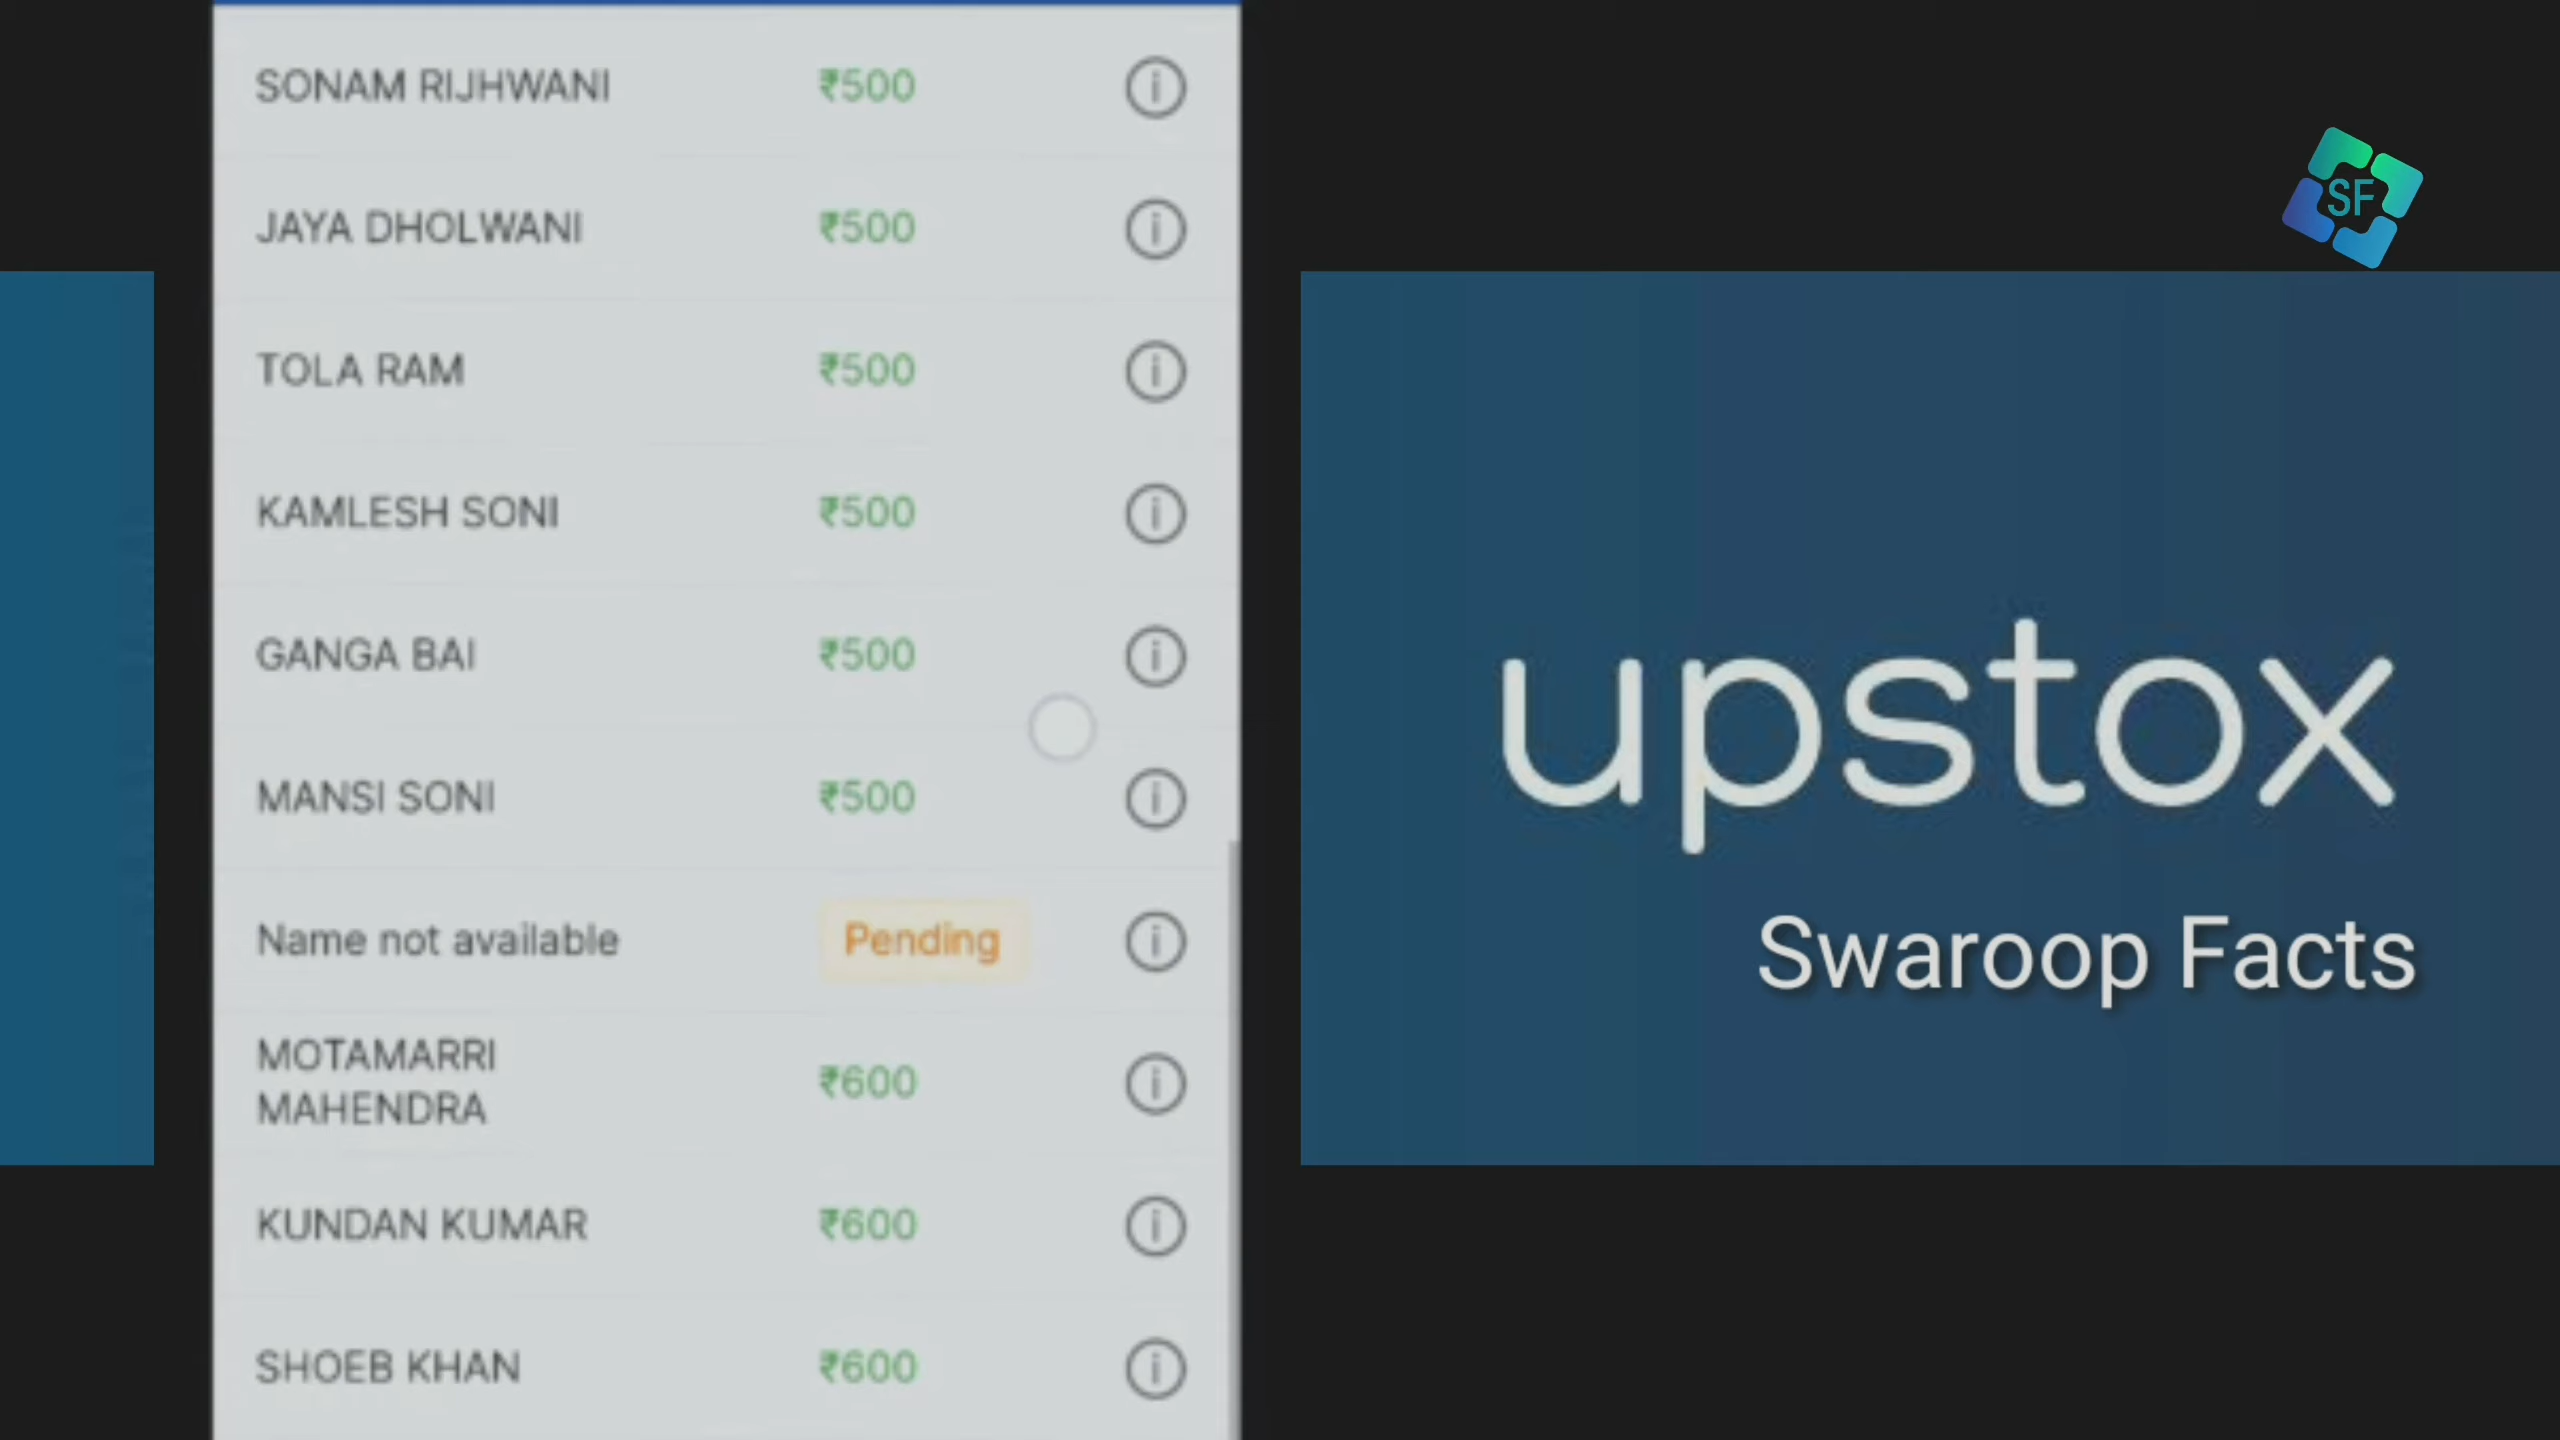 SONAM RIJHWANI ₹500
JAYA DHOLWANI ₹500
TOLA RAM ₹500
KAMLESH SONI ₹500
GANGA BAI ₹500
MANSI SONI ₹500
Name not available Pending
MOTAMARRI
MAHENDRA ₹600
KUNDAN KUMAR ₹600
SHOEB KHAN ₹600
SF
upstox
Swaroop Facts